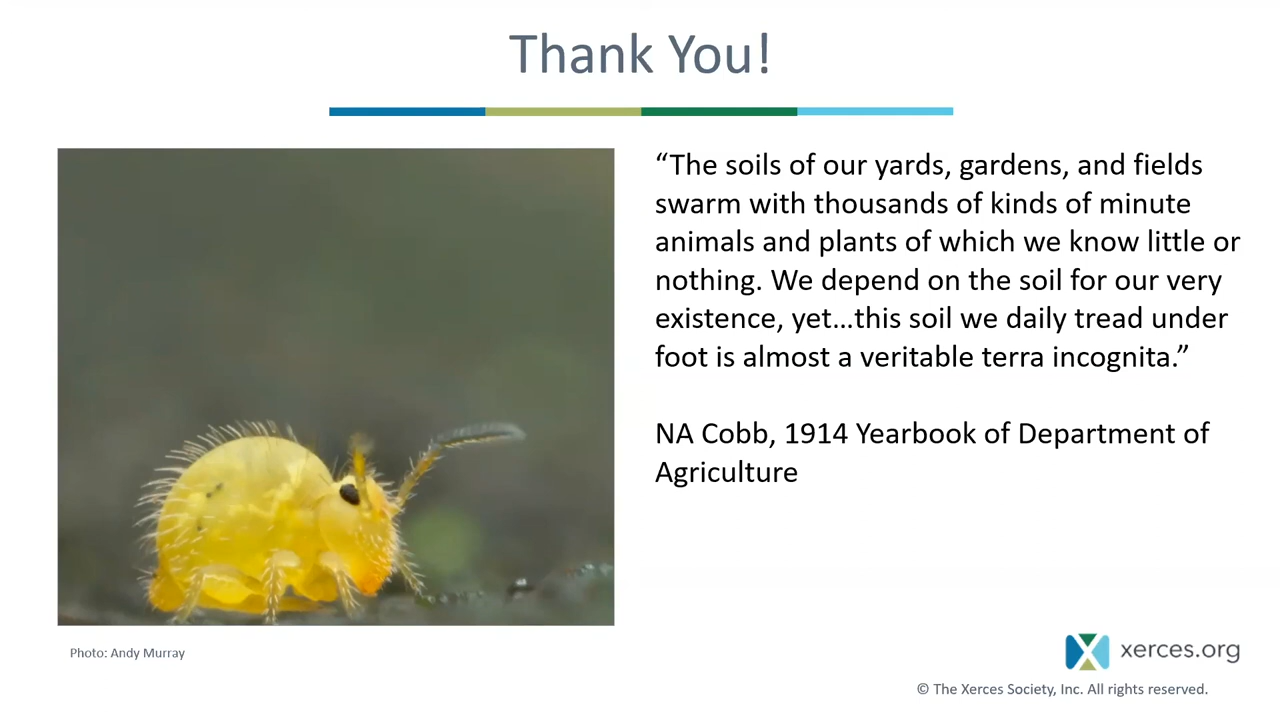 Thank You!
“The soils of our yards, gardens, and fields
swarm with thousands of kinds of minute
animals and plants of which we know little or
nothing. We depend on the soil for our very
existence, yet…this soil we daily tread under
foot is almost a veritable terra incognita.”
NA Cobb, 1914 Yearbook of Department of
Agriculture
Photo: Andy Murray
xerces.org
© The Xerces Society, Inc. All rights reserved.